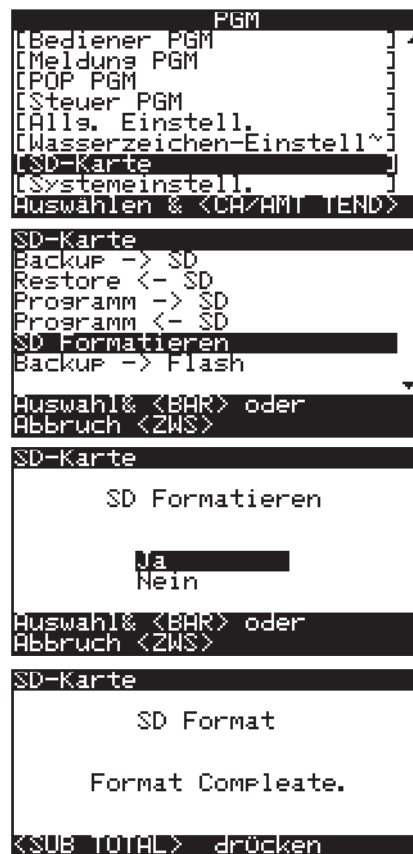 PGM
[Bediener PGM ]
[Meldung PGM ]
[POP PGM ]
[Steuer PGM ]
[Allg. Einstell. ]
[Wasserzeichen-Einstell~]
[SD-Karte ]
[Systemeinstell. ]
Auswählen & <CA/AMT TEND>
SD-Karte
Backup -> SD
Restore <- SD
Programm -> SD
Programm <- SD
SD Formatieren
Backup -> Flash
Auswahl& <BAR> oder
Abbruch <ZWS>
SD-Karte
SD Formatieren
Ja
Nein
Auswahl& <BAR> oder
Abbruch <ZWS>
SD-Karte
SD Format
Format Compleate.
<SUB TOTAL> drücken